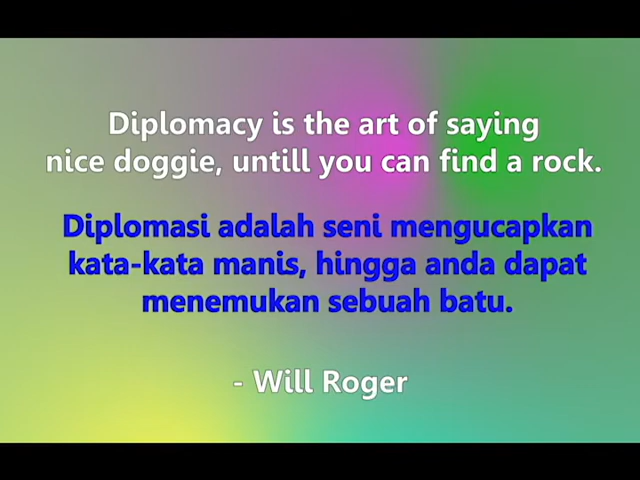 Diplomacy is the art of saying
nice doggie, untill you can find a rock.
Diplomasi adalah seni mengucapkan
kata-kata manis, hingga anda dapat
menemukan sebuah batu.
- Will Roger